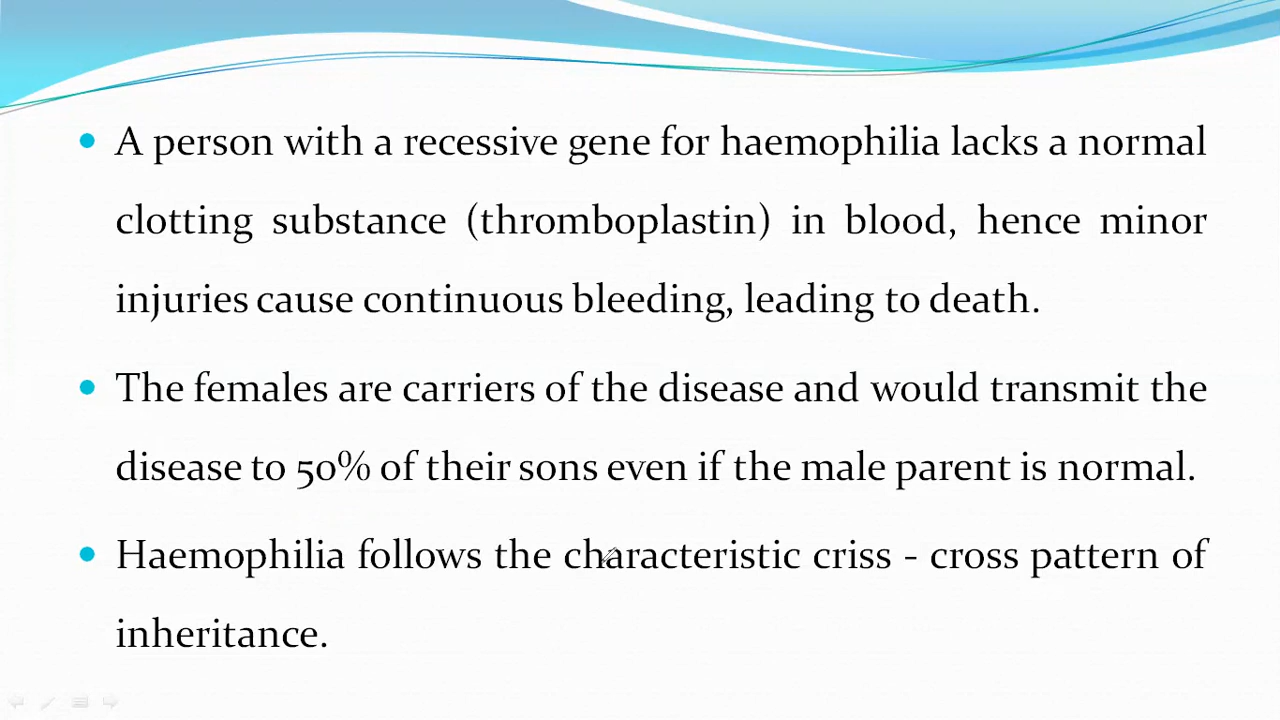 • A person with a recessive gene for haemophilia lacks a normal
clotting substance (thromboplastin) in blood, hence minor
injuries cause continuous bleeding, leading to death.
• The females are carriers of the disease and would transmit the
disease to 50% of their sons even if the male parent is normal.
• Haemophilia follows the characteristic criss - cross pattern of
inheritance.